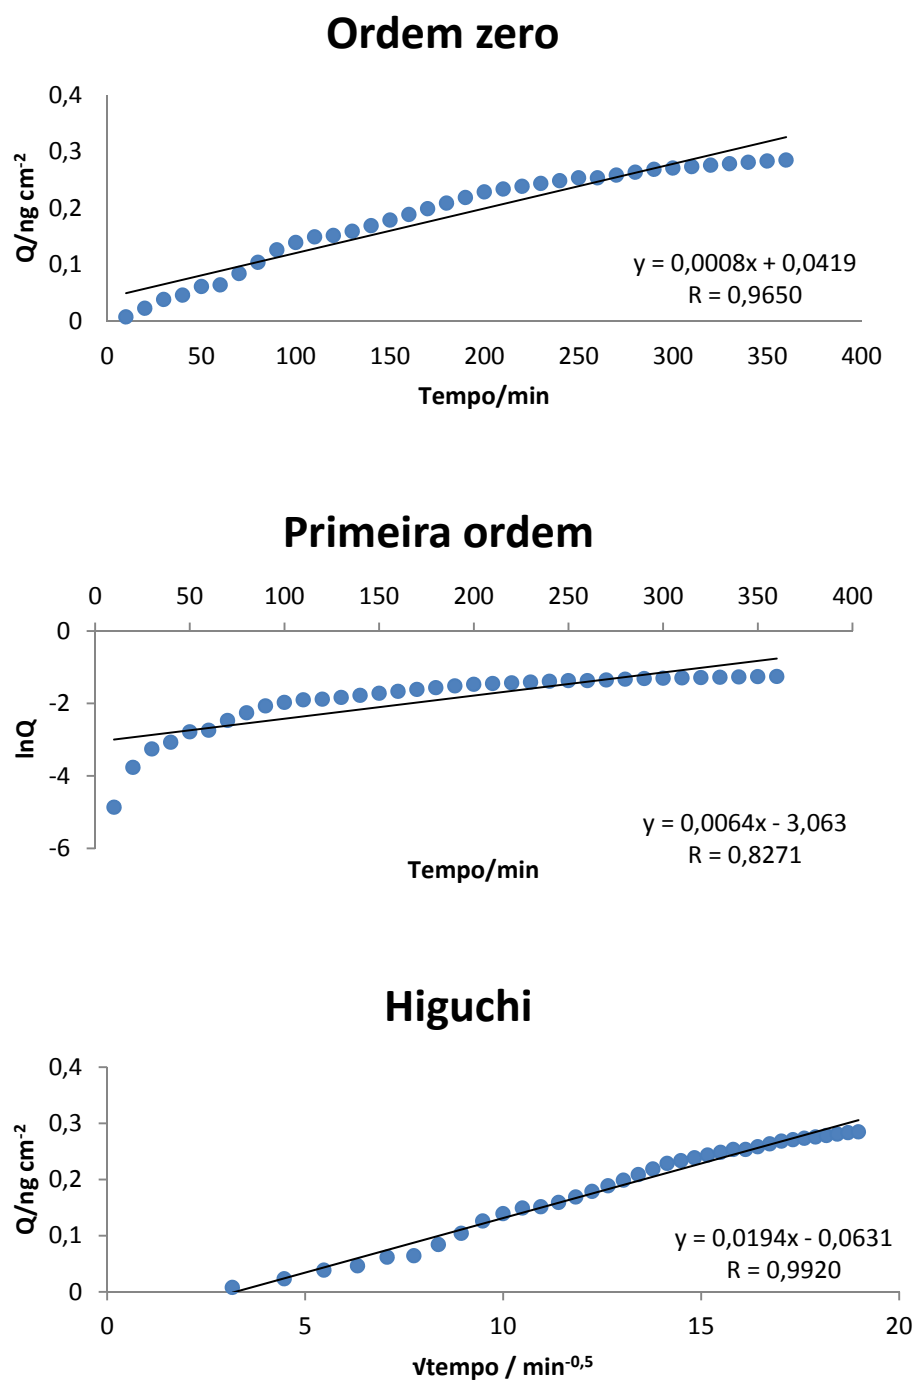 Ordem zero
0,4
0,3
0,2
0,1
0
Q/ng cm⁻²
y = 0,0008x + 0,0419
R = 0,9650
0 50 100 150 200 250 300 350 400
Tempo/min
Primeira ordem
0 50 100 150 200 250 300 350 400
0
-2
-4
-6
lnQ
y = 0,0064x - 3,063
R = 0,8271
Tempo/min
Higuchi
0,4
0,3
0,2
0,1
0
Q/ng cm⁻²
y = 0,0194x - 0,0631
R = 0,9920
0 5 10 15 20
√tempo / min⁻⁰,⁵